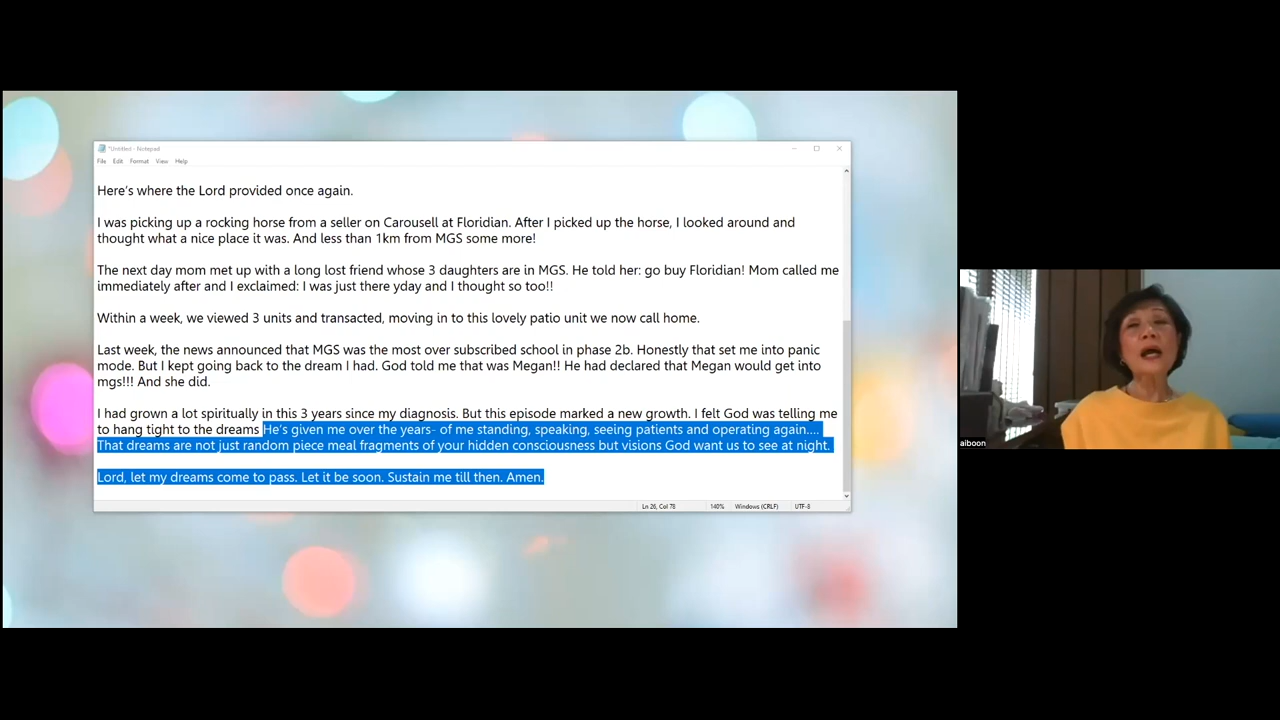 *Untitled - Notepad
File Edit Format View Help
Here's where the Lord provided once again.
I was picking up a rocking horse from a seller on Carousell at Floridian. After I picked up the horse, I looked around and
thought what a nice place it was. And less than 1km from MGS some more!
The next day mom met up with a long lost friend whose 3 daughters are in MGS. He told her: go buy Floridian! Mom called me
immediately after and I exclaimed: I was just there yday and I thought so too!!
Within a week, we viewed 3 units and transacted, moving in to this lovely patio unit we now call home.
Last week, the news announced that MGS was the most over subscribed school in phase 2b. Honestly that set me into panic
mode. But I kept going back to the dream I had. God told me that was Megan!! He had declared that Megan would get into
mgs!!! And she did.
I had grown a lot spiritually in this 3 years since my diagnosis. But this episode marked a new growth. I felt God was telling me
to hang tight to the dreams He's given me over the years- of me standing, speaking, seeing patients and operating again....
That dreams are not just random piece meal fragments of your hidden consciousness but visions God want us to see at night.
Lord, let my dreams come to pass. Let it be soon. Sustain me till then. Amen.
Ln 26, Col 78 140% Windows (CRLF) UTF-8
aiboon